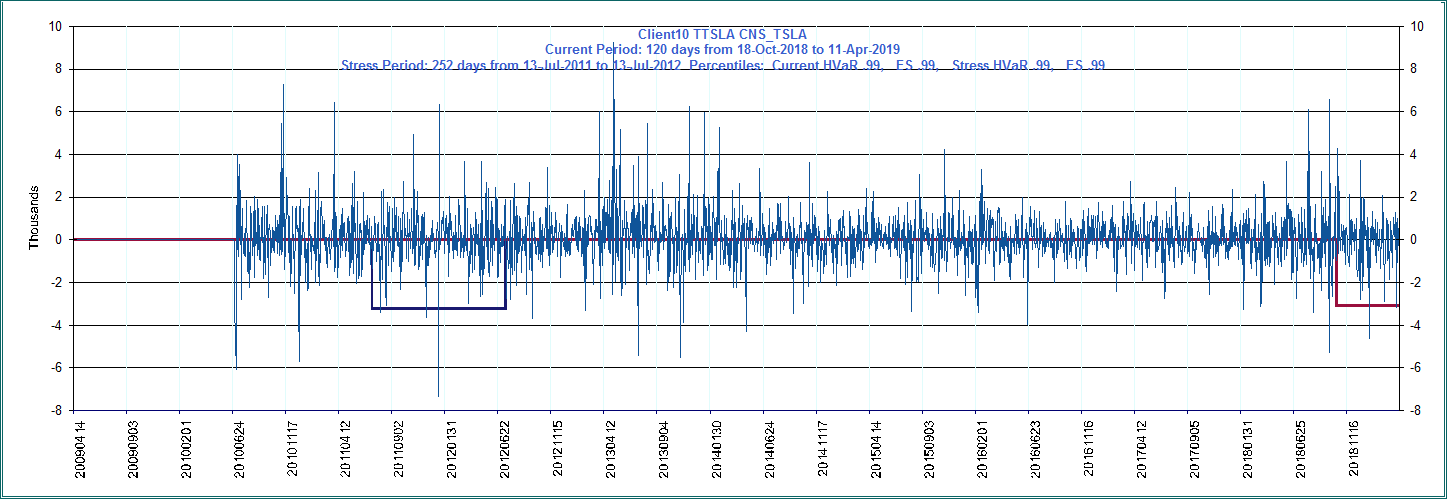 Client10 TTSLA CNS_TSLA
Current Period: 120 days from 18-Oct-2018 to 11-Apr-2019
Stress Period: 252 days from 13-Jul-2011 to 13-Jul-2012 Percentiles: Current HVaR .99, ES .99, Stress HVaR .99, ES .99
Thousands
10 10
8 8
6 6
4 4
2 2
0 0
-2 -2
-4 -4
-6 -6
-8 -8
20090414 20090903 20100201 20100624 20101117 20110412 20110902 20120131 20120622 20121115 20130412 20130904 20140130 20140624 20141117 20150414 20150903 20160201 20160623 20161116 20170412 20170905 20180131 20180625 20181116